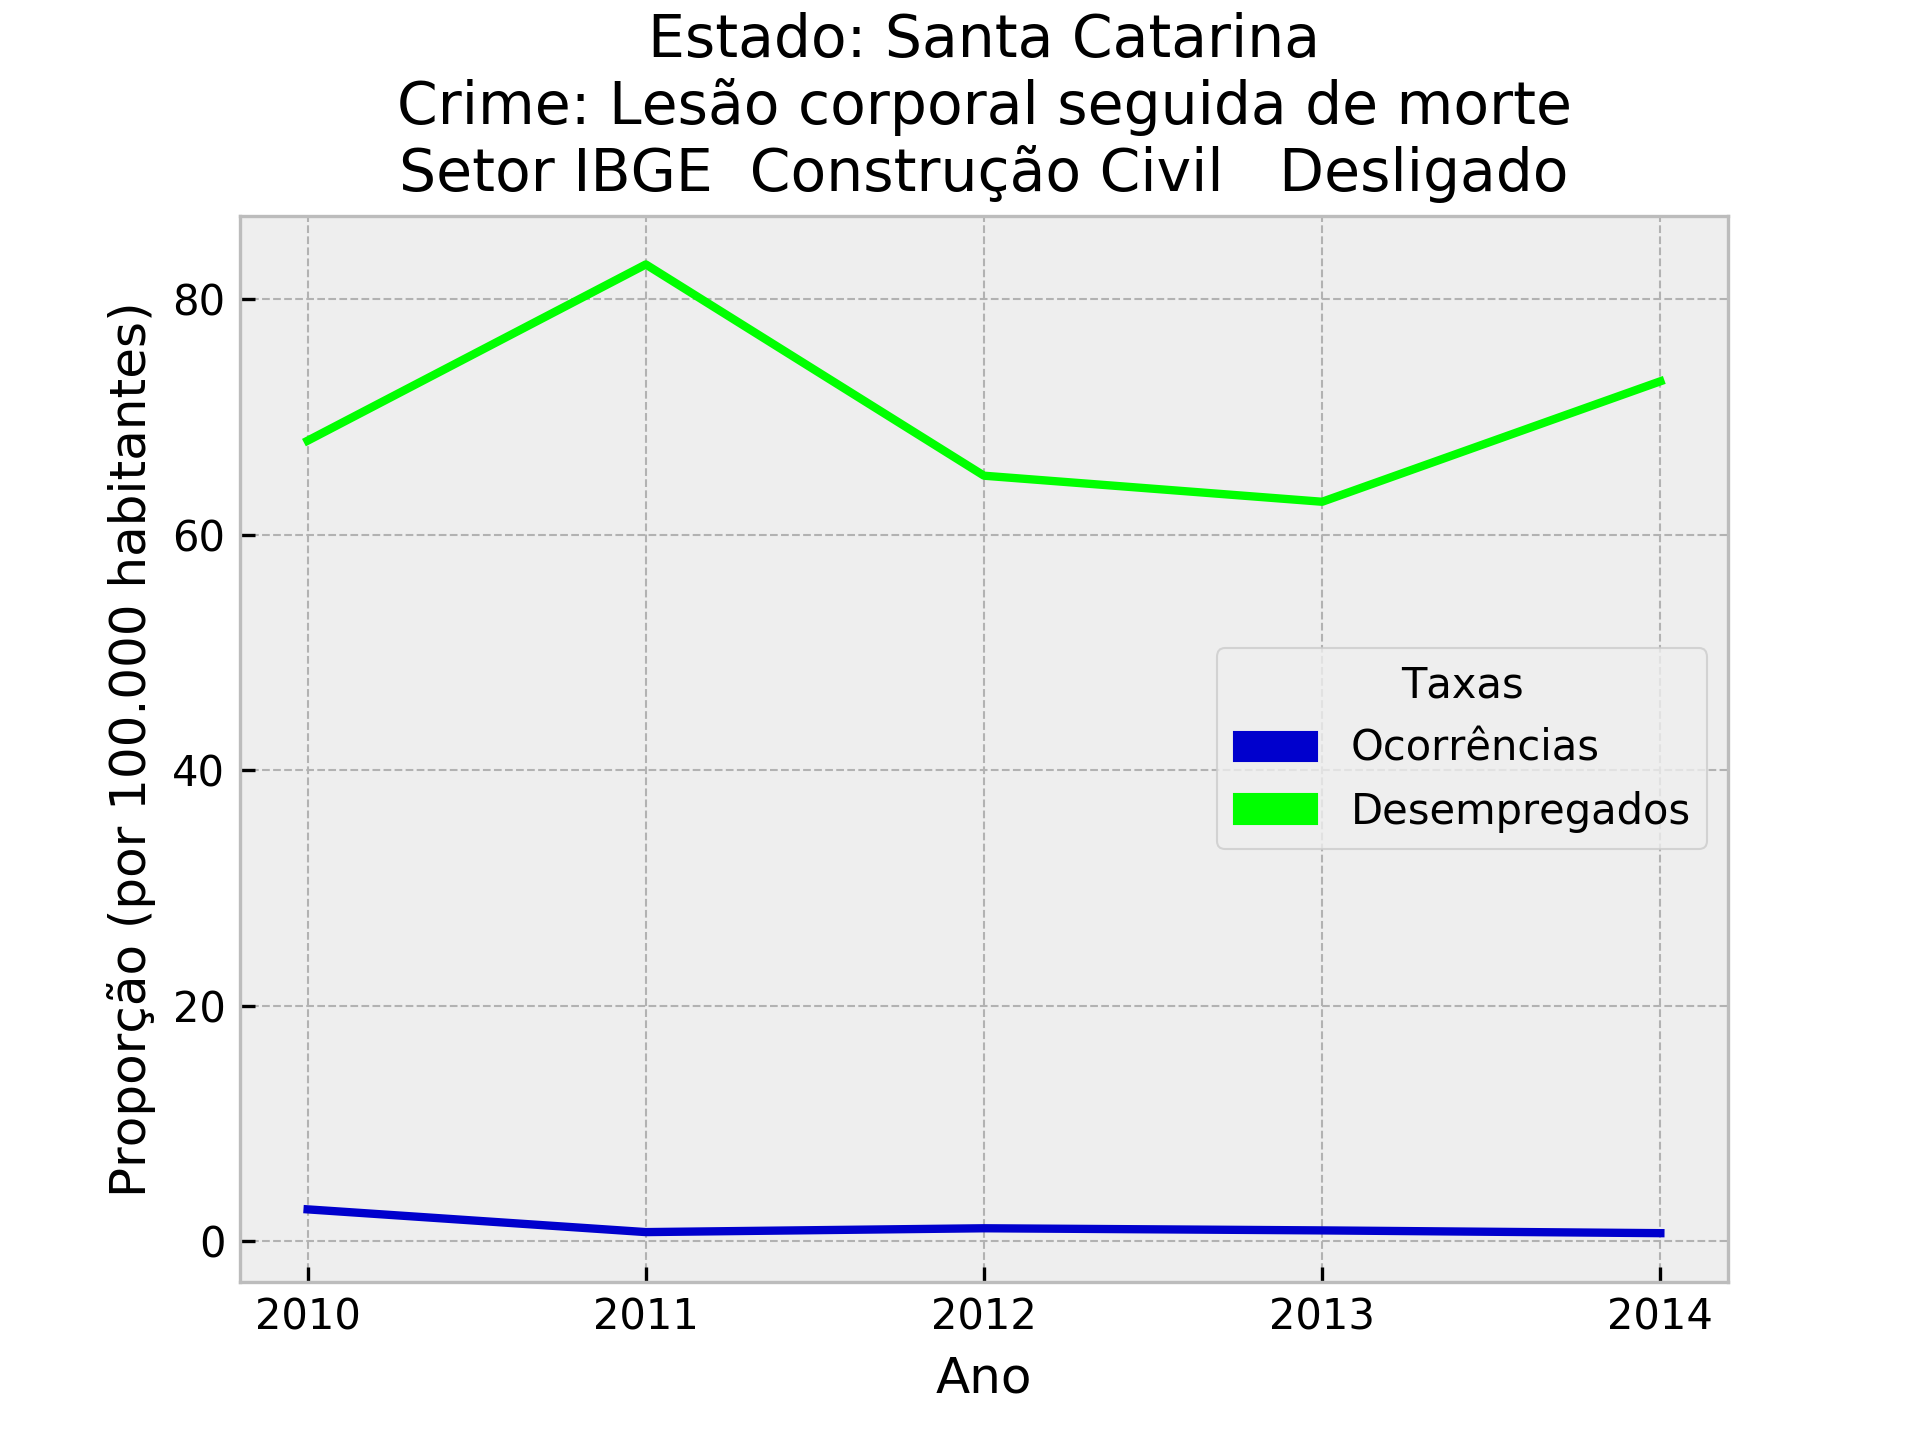 Estado: Santa Catarina
Crime: Lesão corporal seguida de morte
Setor IBGE  Construção Civil   Desligado
Proporção (por 100.000 habitantes)
80
60
40
20
0
Taxas
Ocorrências
Desempregados
2010 2011 2012 2013 2014
Ano